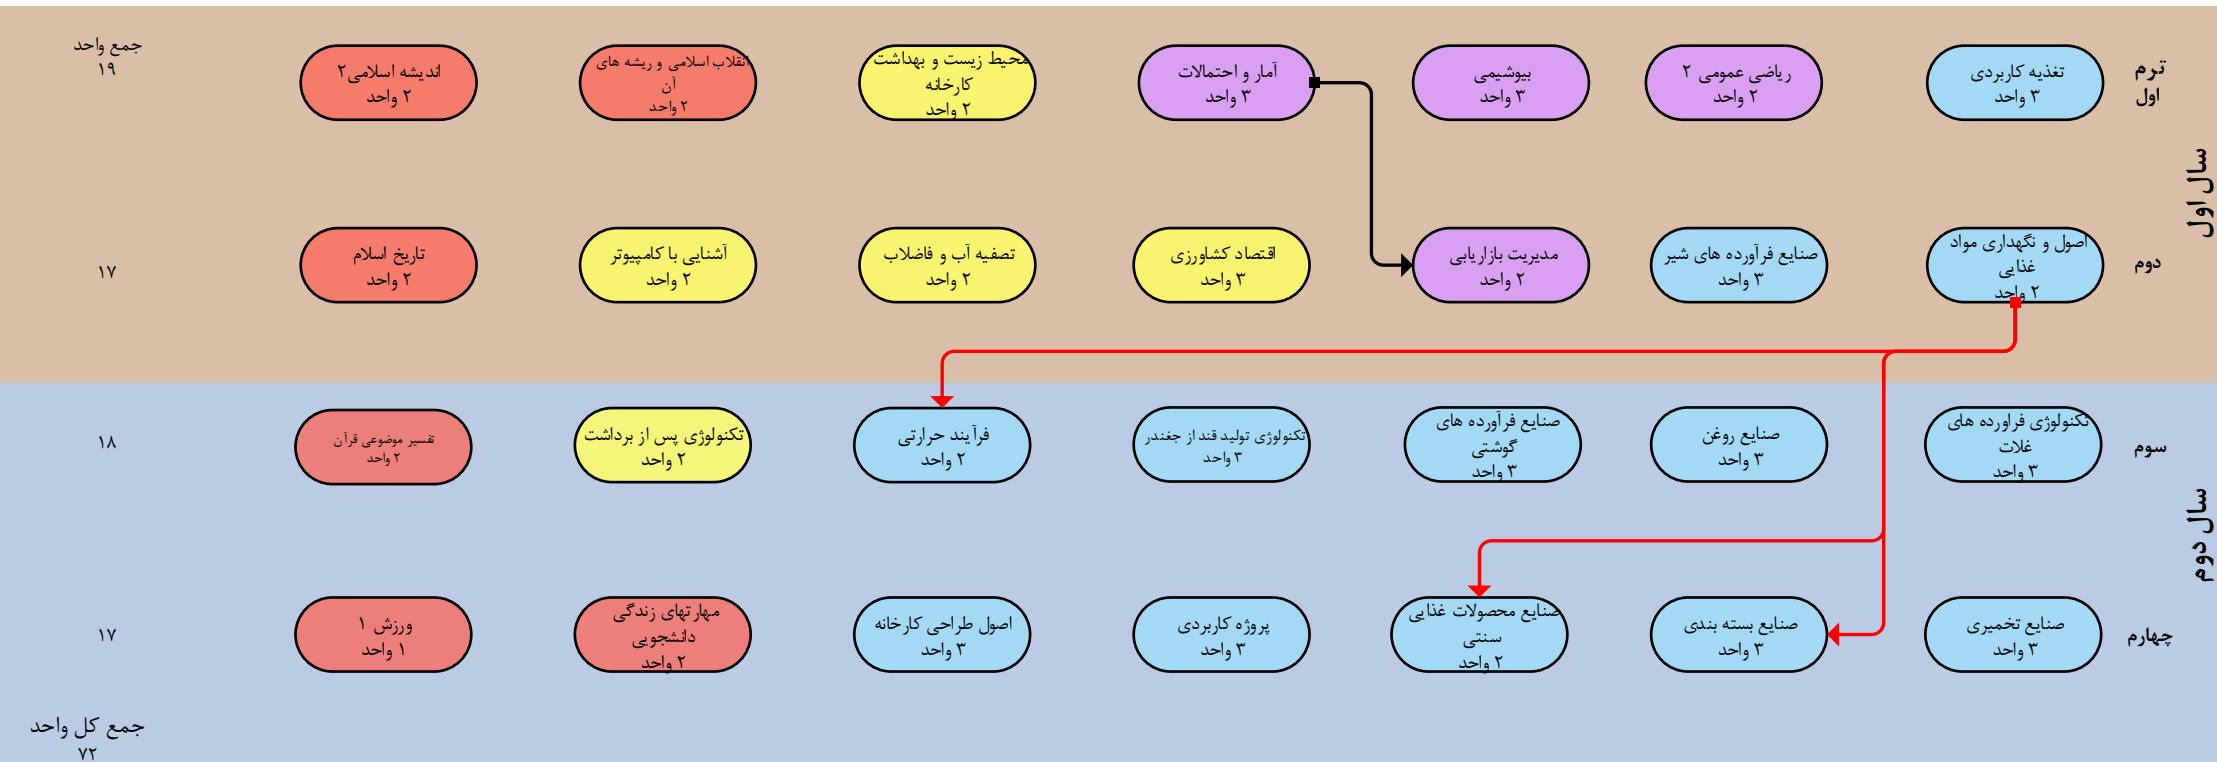 ترم
اول
تغذیه کاربردی
۳ واحد
ریاضی عمومی ۲
۲ واحد
بیوشیمی
۳ واحد
آمار و احتمالات
۳ واحد
محیط زیست و بهداشت
کارخانه
۲ واحد
انقلاب اسلامی و ریشه های
آن
۲ واحد
اندیشه اسلامی۲
۲ واحد
جمع واحد
۱۹
سال اول
دوم
اصول و نگهداری مواد
غذایی
۲ واحد
صنایع فرآورده های شیر
۳ واحد
مدیریت بازاریابی
۲ واحد
اقتصاد کشاورزی
۳ واحد
تصفیه آب و فاضلاب
۲ واحد
آشنایی با کامپیوتر
۲ واحد
تاریخ اسلام
۲ واحد
۱۷
سوم
تکنولوژی فراورده های
غلات
۳ واحد
صنایع روغن
۳ واحد
صنایع فرآورده های
گوشتی
۳ واحد
تکنولوژی تولید قند از چغندر
۳ واحد
فرآیند حرارتی
۲ واحد
تکنولوژی پس از برداشت
۲ واحد
تفسیر موضوعی قرآن
۲ واحد
۱۸
سال دوم
چهارم
صنایع تخمیری
۳ واحد
صنایع بسته بندی
۳ واحد
صنایع محصولات غذایی
سنتی
۲ واحد
پروژه کاربردی
۳ واحد
اصول طراحی کارخانه
۳ واحد
مهارتهای زندگی
دانشجویی
۲ واحد
ورزش ۱
۱ واحد
۱۷
جمع کل واحد
۷۲